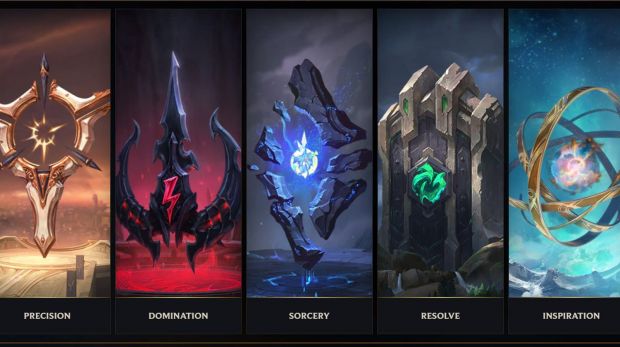 PRECISION
DOMINATION
SORCERY
RESOLVE
INSPIRATION